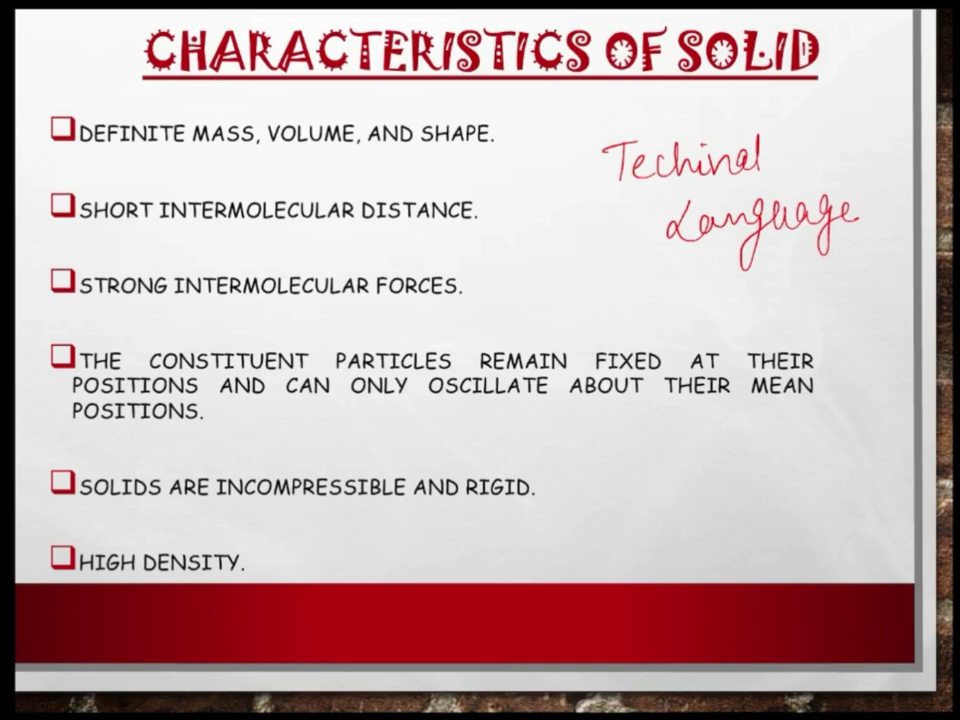 CHARACTERISTICS OF SOLID
DEFINITE MASS, VOLUME, AND SHAPE.
Techinal
Language
SHORT INTERMOLECULAR DISTANCE.
STRONG INTERMOLECULAR FORCES.
THE CONSTITUENT PARTICLES REMAIN FIXED AT THEIR
POSITIONS AND CAN ONLY OSCILLATE ABOUT THEIR MEAN
POSITIONS.
SOLIDS ARE INCOMPRESSIBLE AND RIGID.
HIGH DENSITY.